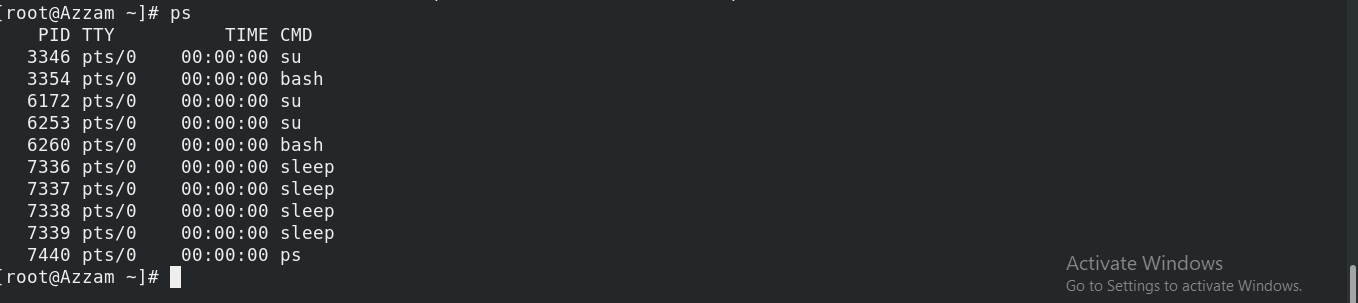 [root@Azzam ~]# ps
    PID TTY          TIME CMD
   3346 pts/0    00:00:00 su
   3354 pts/0    00:00:00 bash
   6172 pts/0    00:00:00 su
   6253 pts/0    00:00:00 su
   6260 pts/0    00:00:00 bash
   7336 pts/0    00:00:00 sleep
   7337 pts/0    00:00:00 sleep
   7338 pts/0    00:00:00 sleep
   7339 pts/0    00:00:00 sleep
   7440 pts/0    00:00:00 ps
[root@Azzam ~]#
Activate Windows
Go to Settings to activate Windows.